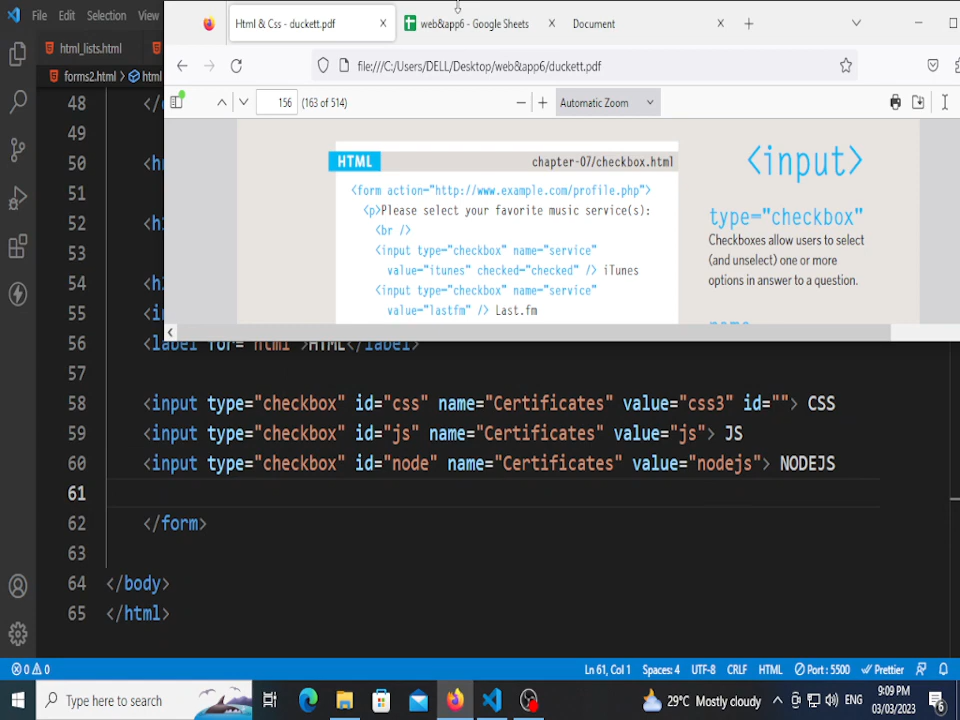 File Edit Selection View
Html & Css - duckett.pdf
web&app6 - Google Sheets
Document
html_lists.html
file:///C:/Users/DELL/Desktop/web&app6/duckett.pdf
forms2.html > html
156 (163 of 514)
Automatic Zoom
HTML
chapter-07/checkbox.html
<form action="http://www.example.com/profile.php">
<p>Please select your favorite music service(s):
<br />
<input type="checkbox" name="service"
value="itunes" checked="checked" /> iTunes
<input type="checkbox" name="service"
value="lastfm" /> Last.fm
<input>
type="checkbox"
Checkboxes allow users to select
(and unselect) one or more
options in answer to a question.
48 </
49
50 <h
51
52 <h
53
54 <h
55 <i
56 <label for="html">HTML</label>
57
58 <input type="checkbox" id="css" name="Certificates" value="css3" id=""> CSS
59 <input type="checkbox" id="js" name="Certificates" value="js"> JS
60 <input type="checkbox" id="node" name="Certificates" value="nodejs"> NODEJS
61
62 </form>
63
64 </body>
65 </html>
0 0
Ln 61, Col 1 Spaces: 4 UTF-8 CRLF HTML Port : 5500 Prettier
Type here to search
29°C Mostly cloudy
ENG
9:09 PM
03/03/2023
6